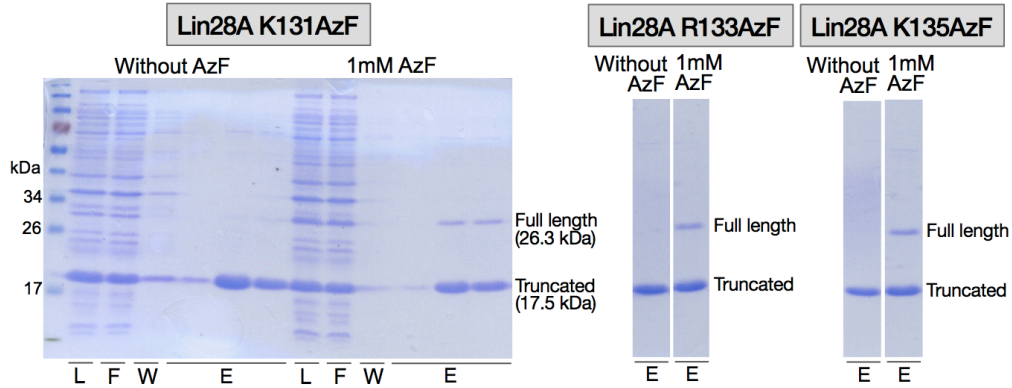 Lin28A K131AzF
Without AzF 1mM AzF
kDa
34
26
17
Full length
(26.3 kDa)
Truncated
(17.5 kDa)
L F W E L F W E
Lin28A R133AzF
Without AzF
1mM AzF
Full length
Truncated
E E
Lin28A K135AzF
Without AzF
1mM AzF
Full length
Truncated
E E